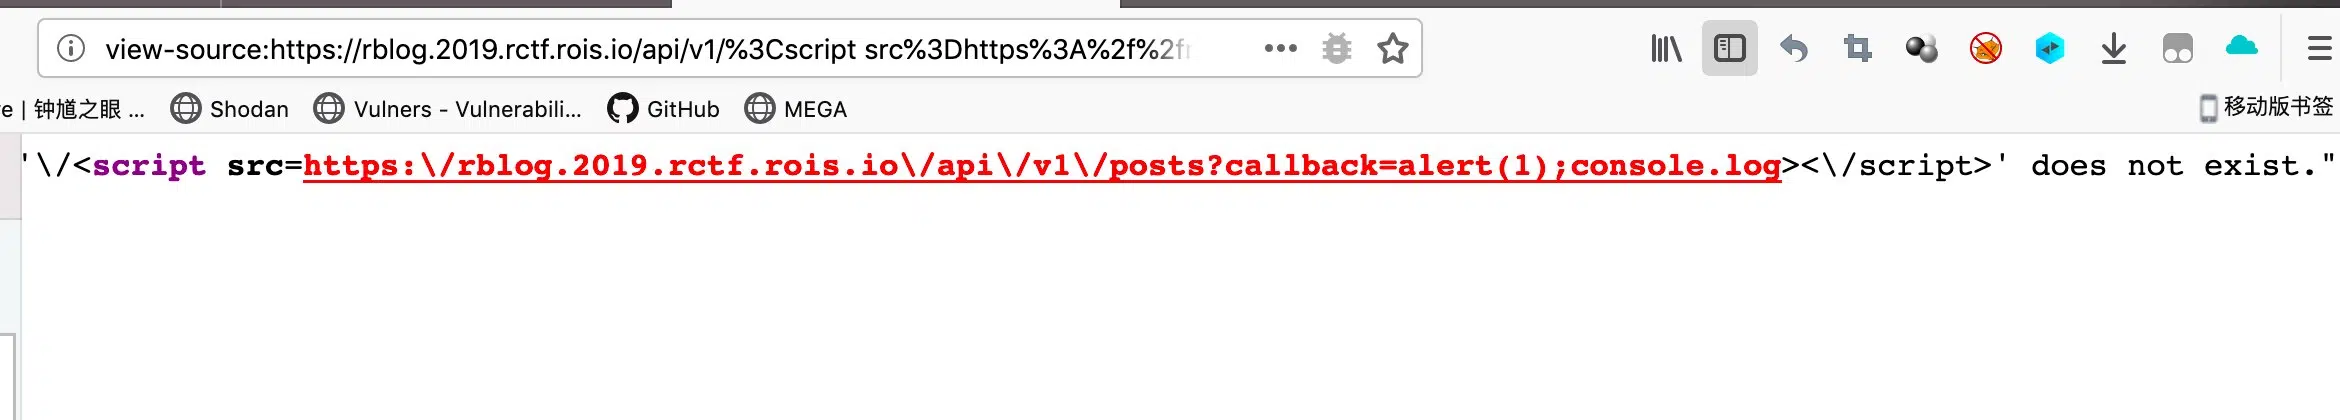 view-source:https://rblog.2019.rctf.rois.io/api/v1/%3Cscript src%3Dhttps%3A%2f%2f
e | 钟馗之眼 ... Shodan Vulners - Vulnerabili... GitHub MEGA 移动版书签
'\/<script src=https:\//rblog.2019.rctf.rois.io\//api\//v1\//posts?callback=alert(1);console.log><\/script>' does not exist."